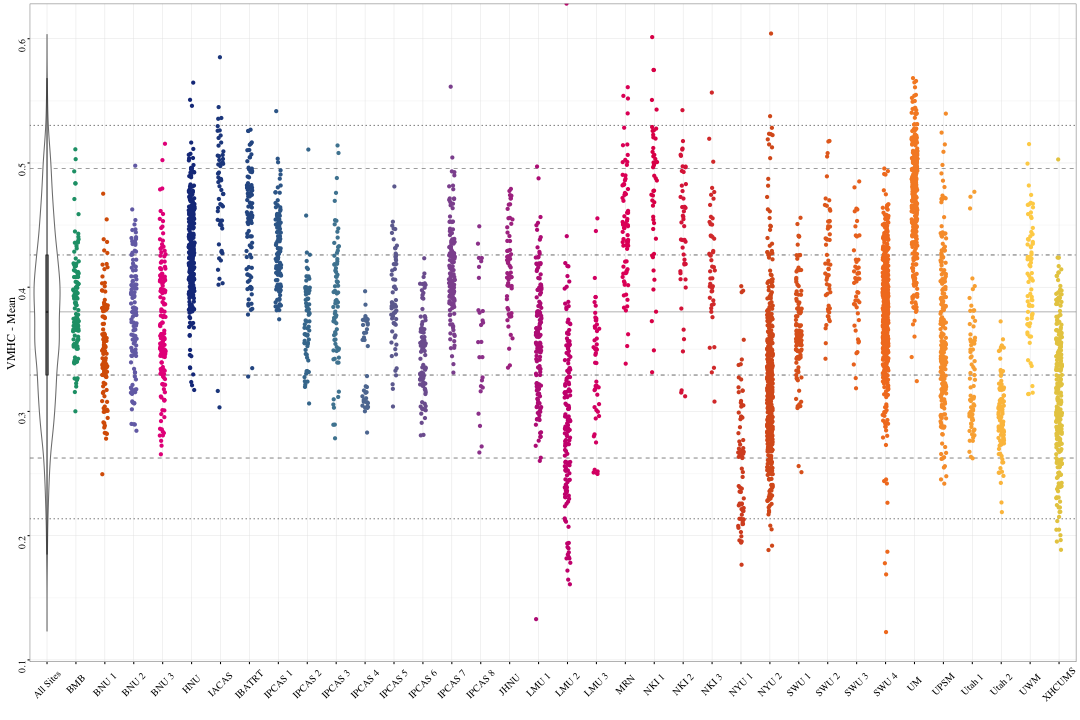 VMHC - Mean
0.6
0.5
0.4
0.3
0.2
0.1
All Sites
BMB
BNU 1
BNU 2
BNU 3
HNU
IACAS
IBATRT
IPCAS 1
IPCAS 2
IPCAS 3
IPCAS 4
IPCAS 5
IPCAS 6
IPCAS 7
IPCAS 8
JHNU
LMU 1
LMU 2
LMU 3
MRN
NKI 1
NKI 2
NKI 3
NYU 1
NYU 2
SWU 1
SWU 2
SWU 3
SWU 4
UM
UPSM
Utah 1
Utah 2
UWM
XHCUMS